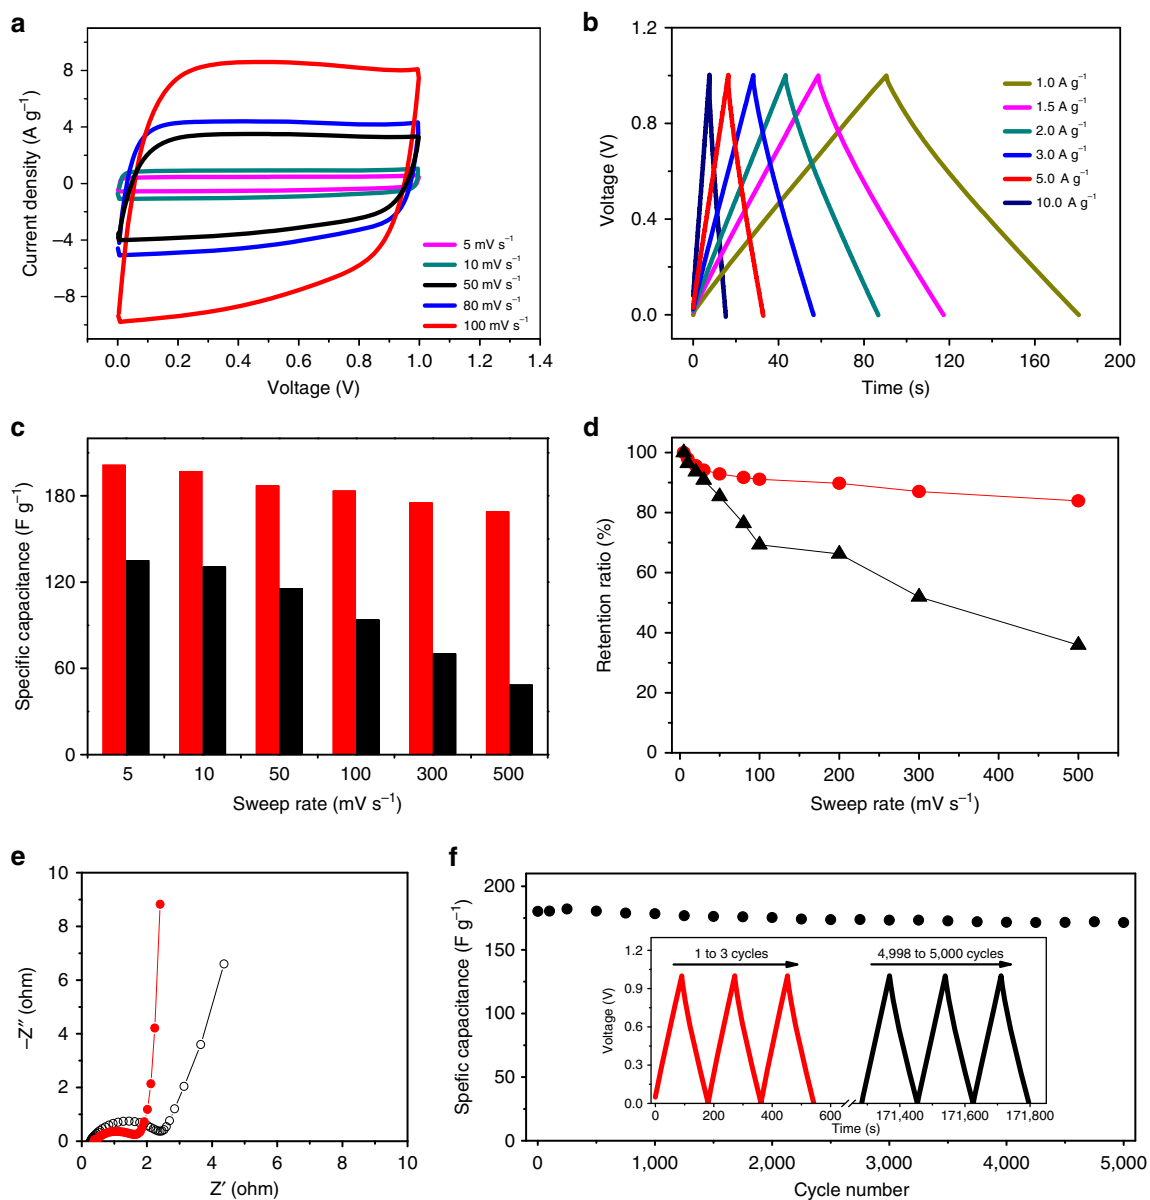 a
8
4
0
−4
−8
Current density (A g⁻¹)
5 mV s⁻¹
10 mV s⁻¹
50 mV s⁻¹
80 mV s⁻¹
100 mV s⁻¹
0.0 0.2 0.4 0.6 0.8 1.0 1.2 1.4
Voltage (V)
b
1.2
0.8
0.4
0.0
Voltage (V)
1.0 A g⁻¹
1.5 A g⁻¹
2.0 A g⁻¹
3.0 A g⁻¹
5.0 A g⁻¹
10.0 A g⁻¹
0 40 80 120 160 200
Time (s)
c
180
120
60
0
Specific capacitance (F g⁻¹)
5 10 50 100 300 500
Sweep rate (mV s⁻¹)
d
100
80
60
40
20
0
Retention ratio (%)
0 100 200 300 400 500
Sweep rate (mV s⁻¹)
e
10
8
6
4
2
0
−Z″ (ohm)
0 2 4 6 8 10
Z′ (ohm)
f
200
150
100
50
0
Spefic capacitance (F g⁻¹)
1.2
0.9
0.6
0.3
0.0
Voltage (V)
1 to 3 cycles
4,998 to 5,000 cycles
0 200 400 600 171,400 171,600 171,800
Time (s)
0 1,000 2,000 3,000 4,000 5,000
Cycle number